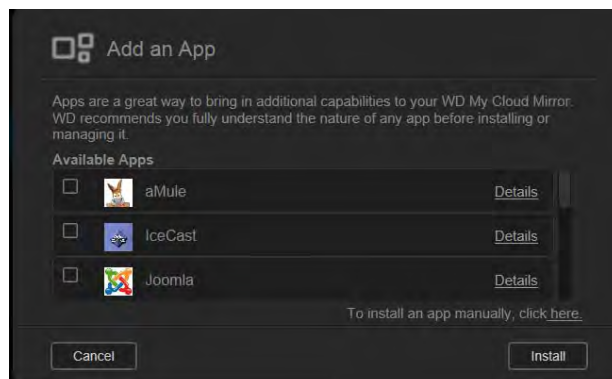 Add an App
Apps are a great way to bring in additional capabilities to your WD My Cloud Mirror.
WD recommends you fully understand the nature of any app before installing or
managing it.
Available Apps
aMule Details
IceCast Details
Joomla Details
To install an app manually, click here.
Cancel Install